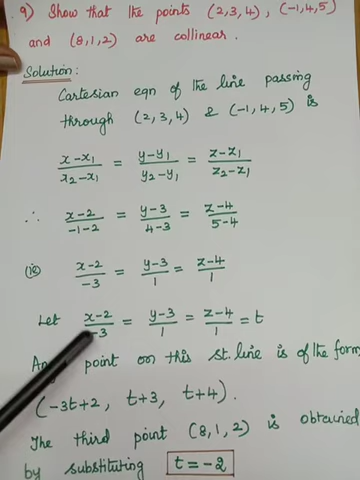 9) Show that the points (2,3,4), (-1,4,5)
and (8,1,2) are collinear.
Solution:
Cartesian eqn of the line passing
through (2,3,4) & (-1,4,5) is
x-x₁/x₂-x₁ = y-y₁/y₂-y₁ = z-z₁/z₂-z₁
∴ x-2/-1-2 = y-3/4-3 = z-4/5-4
(ie) x-2/-3 = y-3/1 = z-4/1
Let x-2/-3 = y-3/1 = z-4/1 = t
Any point on this st. line is of the form
(-3t+2, t+3, t+4).
The third point (8,1,2) is obtained
by substituting t=-2